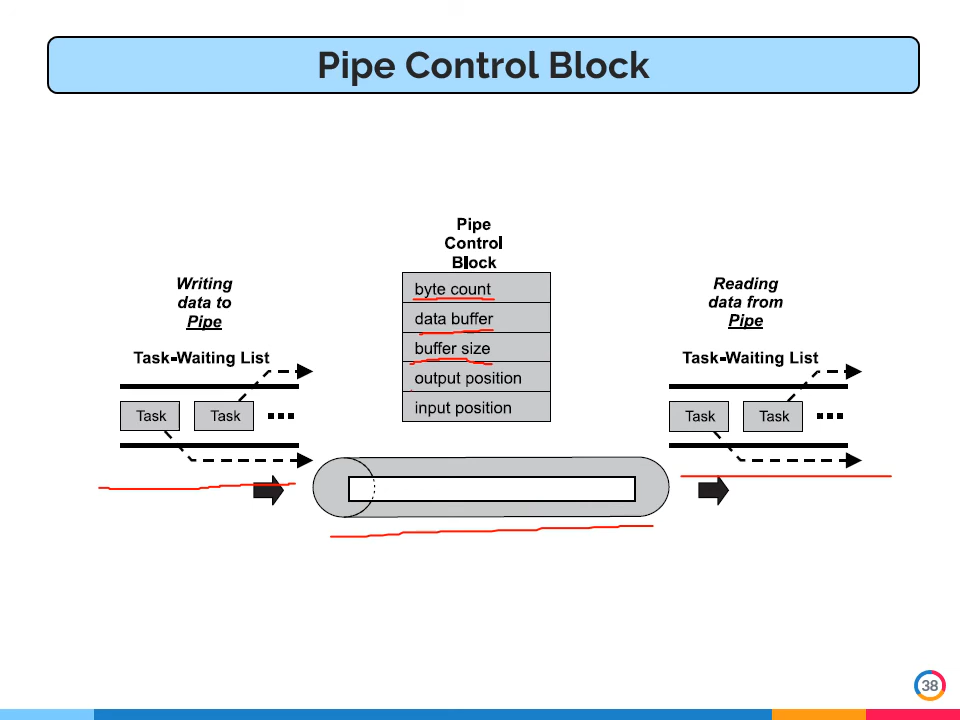 Pipe Control Block
Pipe
Control
Block
byte count
data buffer
buffer size
output position
input position
Writing
data to
Pipe
Task-Waiting List
Task
Task
Reading
data from
Pipe
Task-Waiting List
Task
Task
38